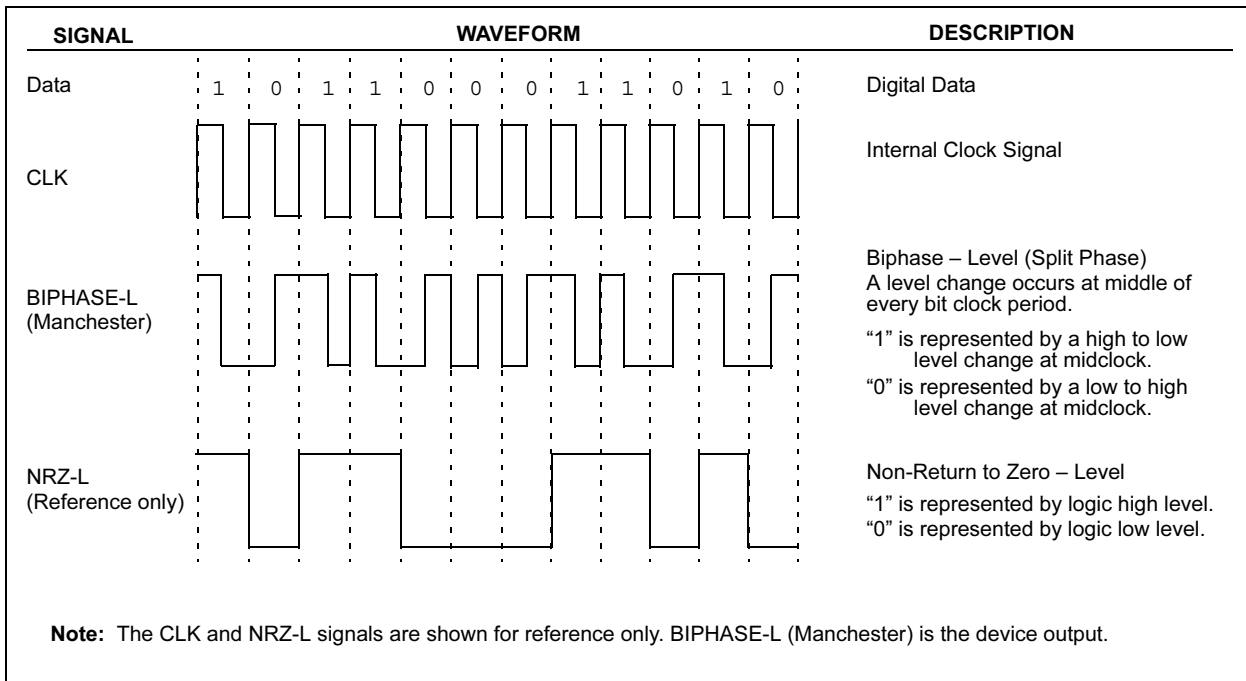 SIGNAL WAVEFORM DESCRIPTION
Data 1 0 1 1 0 0 0 1 1 0 1 0 Digital Data
CLK Internal Clock Signal
BIPHASE-L
(Manchester)
Biphase – Level (Split Phase)
A level change occurs at middle of
every bit clock period.
“1” is represented by a high to low
level change at midclock.
“0” is represented by a low to high
level change at midclock.
NRZ-L
(Reference only)
Non-Return to Zero – Level
“1” is represented by logic high level.
“0” is represented by logic low level.
Note: The CLK and NRZ-L signals are shown for reference only. BIPHASE-L (Manchester) is the device output.